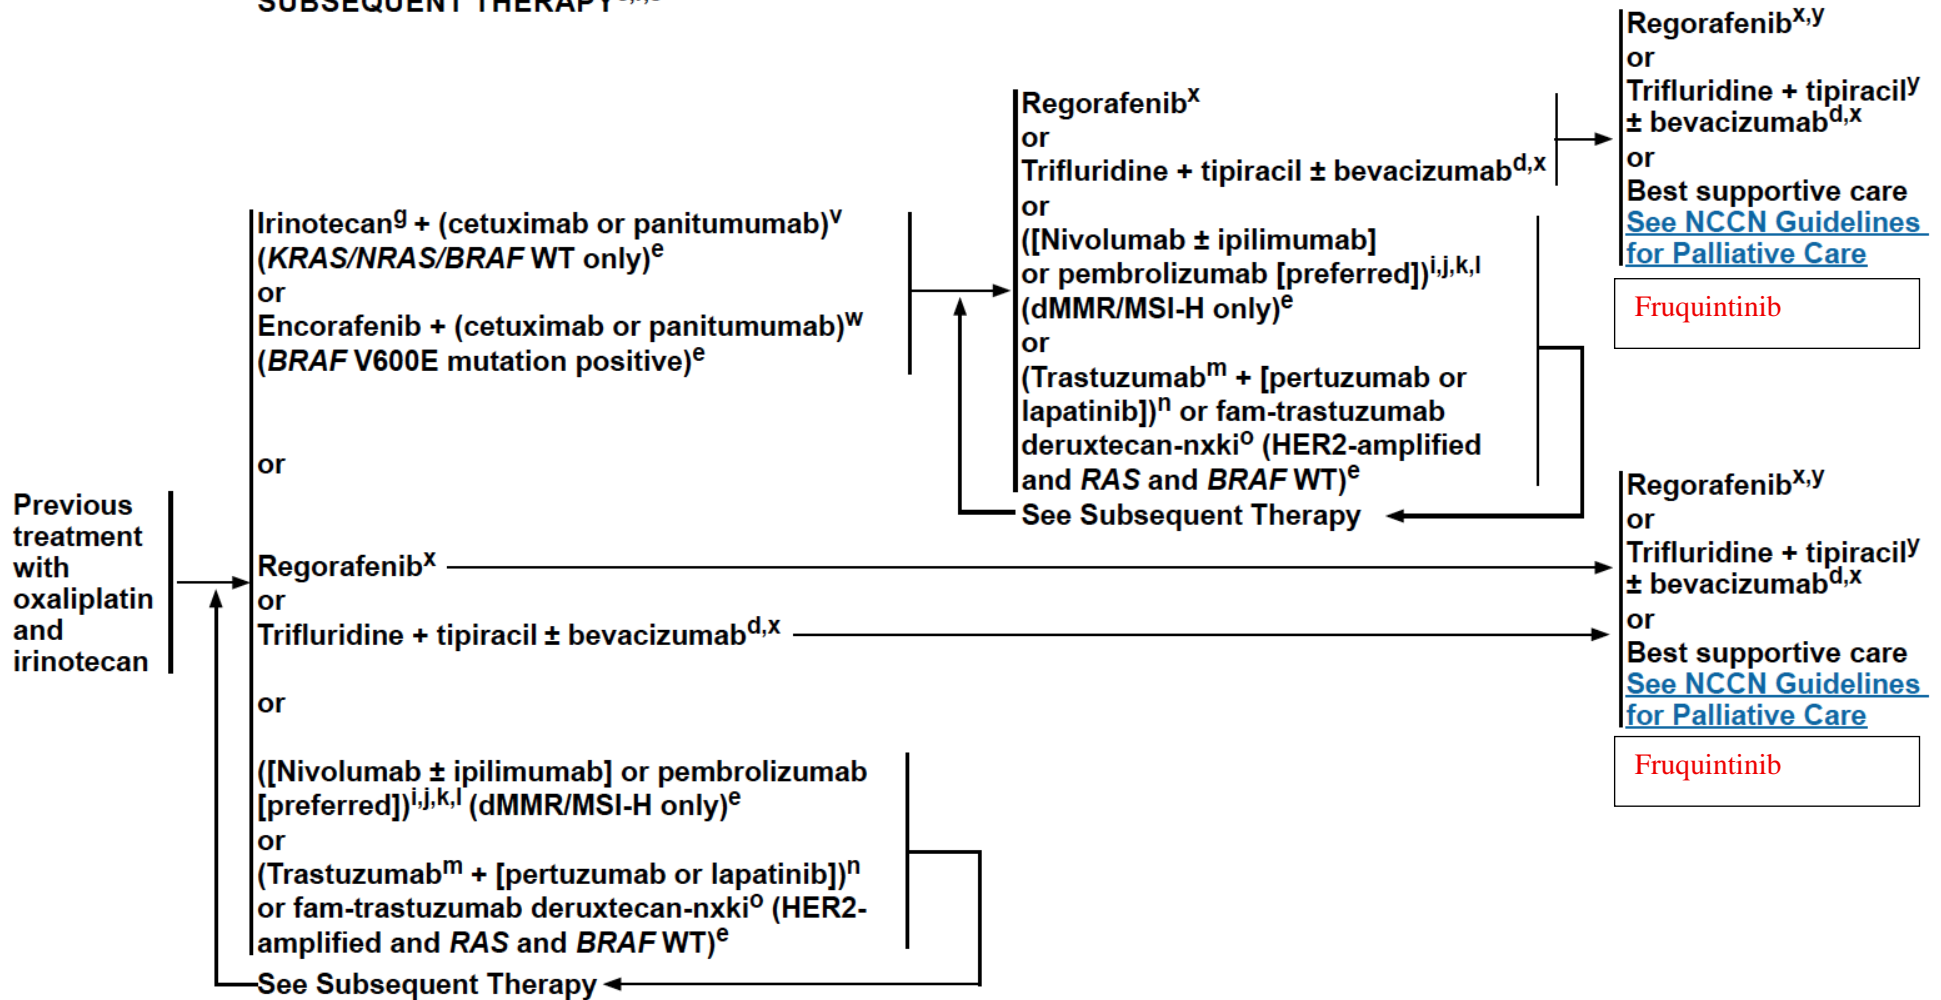 SUBSEQUENT THERAPY
Previous
treatment
with
oxaliplatin
and
irinotecan
Irinotecang + (cetuximab or panitumumab)v
(KRAS/NRAS/BRAF WT only)e
or
Encorafenib + (cetuximab or panitumumab)w
(BRAF V600E mutation positive)e
or
Regorafenibx
or
Trifluridine + tipiracil ± bevacizumabd,x
or
([Nivolumab ± ipilimumab] or pembrolizumab
[preferred])i,j,k,l (dMMR/MSI-H only)e
or
(Trastuzumabm + [pertuzumab or lapatinib])n
or fam-trastuzumab deruxtecan-nxkio (HER2-
amplified and RAS and BRAF WT)e
See Subsequent Therapy
Regorafenibx
or
Trifluridine + tipiracil ± bevacizumabd,x
or
([Nivolumab ± ipilimumab]
or pembrolizumab [preferred])i,j,k,l
(dMMR/MSI-H only)e
or
(Trastuzumabm + [pertuzumab or
lapatinib])n or fam-trastuzumab
deruxtecan-nxkio (HER2-amplified
and RAS and BRAF WT)e
See Subsequent Therapy
Regorafenibx,y
or
Trifluridine + tipiracily
± bevacizumabd,x
or
Best supportive care
See NCCN Guidelines
for Palliative Care
Fruquintinib
Regorafenibx,y
or
Trifluridine + tipiracily
± bevacizumabd,x
or
Best supportive care
See NCCN Guidelines
for Palliative Care
Fruquintinib